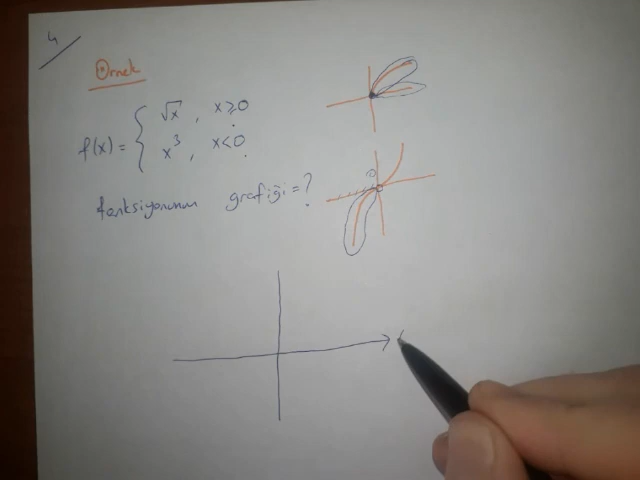 4
Örnek
f(x) = { √x , x ≥ 0
x³ , x < 0
fonksiyonunun grafiği = ?